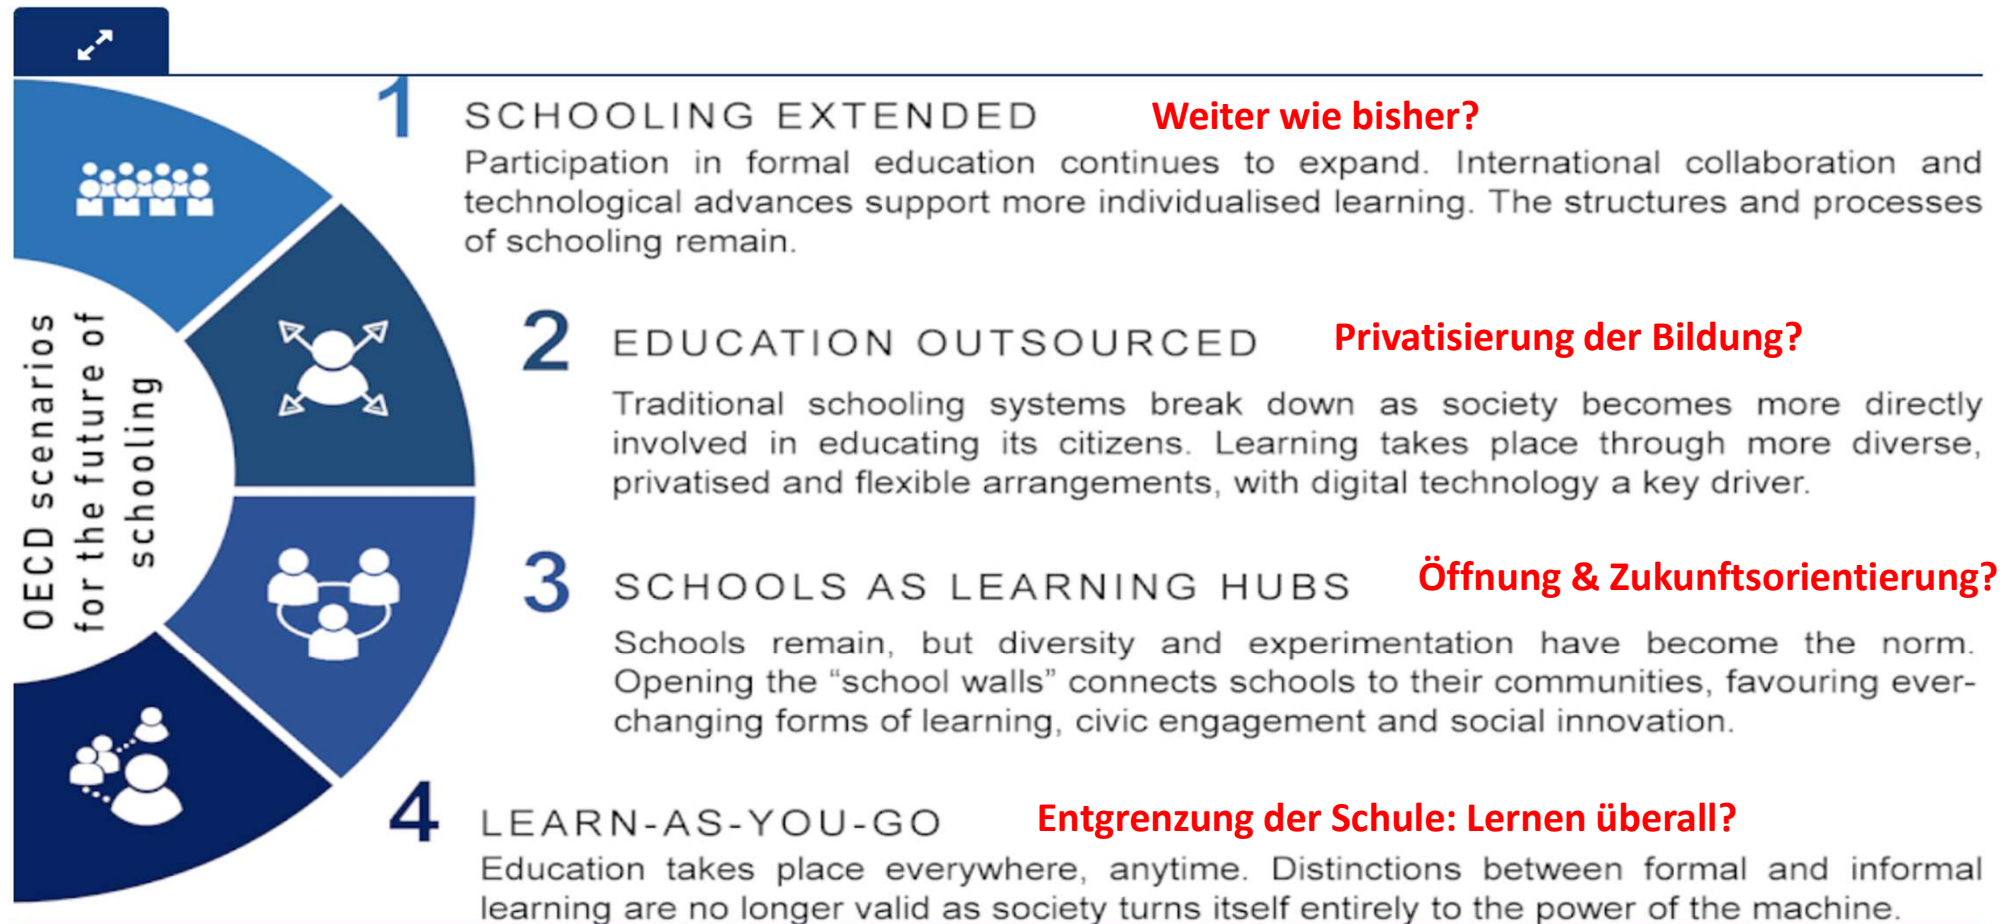 OECD scenarios
for the future of
schooling
1 SCHOOLING EXTENDED Weiter wie bisher?
Participation in formal education continues to expand. International collaboration and
technological advances support more individualised learning. The structures and processes
of schooling remain.
2 EDUCATION OUTSOURCED Privatisierung der Bildung?
Traditional schooling systems break down as society becomes more directly
involved in educating its citizens. Learning takes place through more diverse,
privatised and flexible arrangements, with digital technology a key driver.
3 SCHOOLS AS LEARNING HUBS Öffnung & Zukunftsorientierung?
Schools remain, but diversity and experimentation have become the norm.
Opening the “school walls” connects schools to their communities, favouring ever-
changing forms of learning, civic engagement and social innovation.
4 LEARN-AS-YOU-GO Entgrenzung der Schule: Lernen überall?
Education takes place everywhere, anytime. Distinctions between formal and informal
learning are no longer valid as society turns itself entirely to the power of the machine.